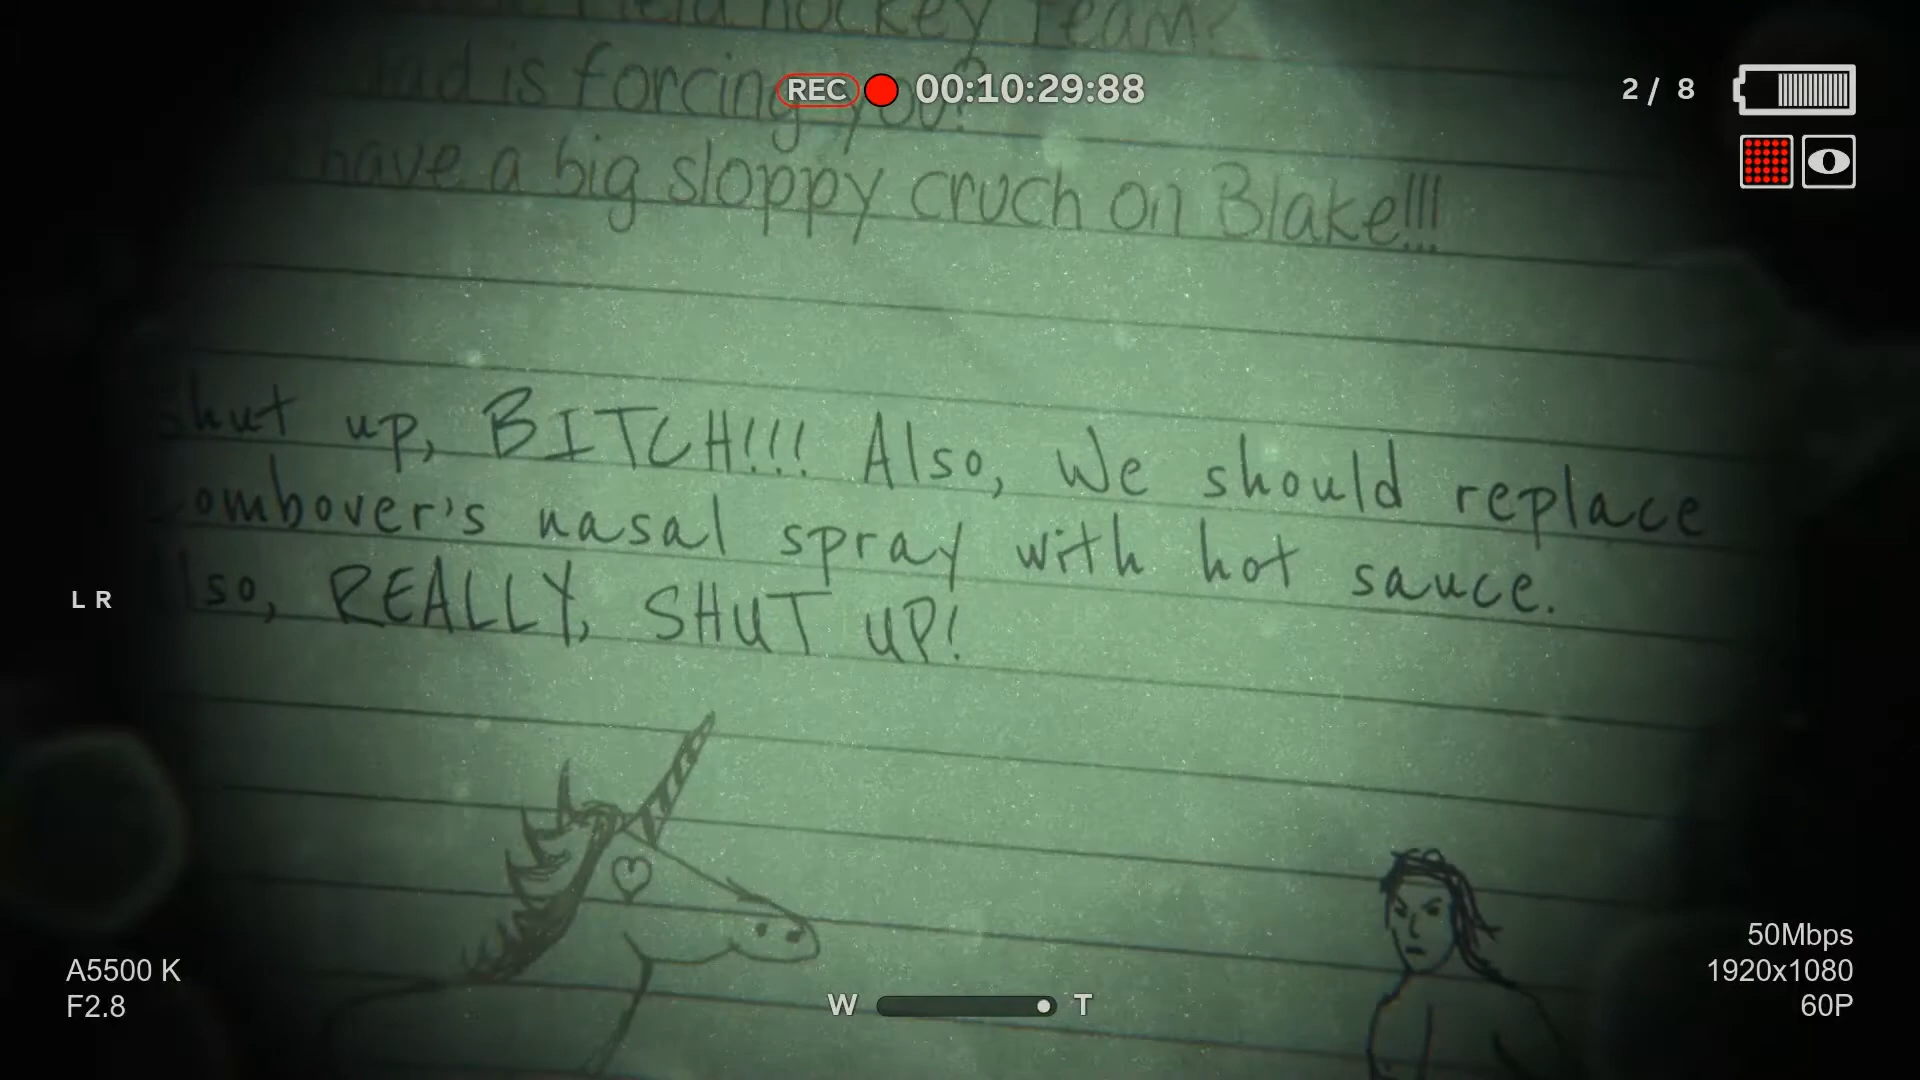 field hockey Team?
dad is forcing you?
REC 00:10:29:88
2 / 8
have a big sloppy cruch on Blake!!!
Shut up, BITCH!!! Also, We should replace
ombover's nasal spray with hot sauce.
lso, REALLY, SHUT UP!
L R
A5500 K
F2.8
W T
50Mbps
1920x1080
60P